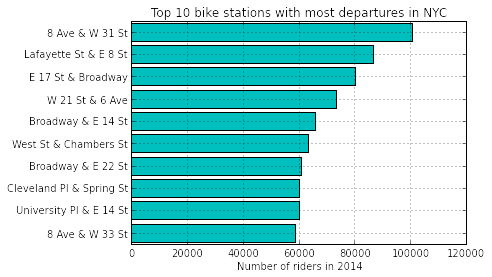 Top 10 bike stations with most departures in NYC
8 Ave & W 31 St
Lafayette St & E 8 St
E 17 St & Broadway
W 21 St & 6 Ave
Broadway & E 14 St
West St & Chambers St
Broadway & E 22 St
Cleveland Pl & Spring St
University Pl & E 14 St
8 Ave & W 33 St
0 20000 40000 60000 80000 100000 120000
Number of riders in 2014